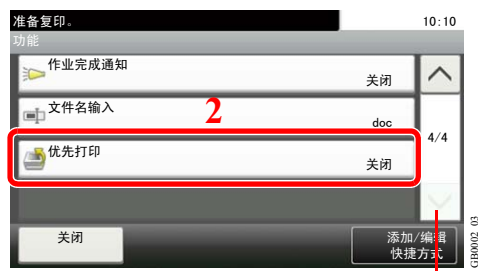 准备复印。 10:10
功能
作业完成通知
关闭
文件名输入
doc
2
4/4
优先打印
关闭
关闭
添加/编辑
快捷方式
GB0002_03